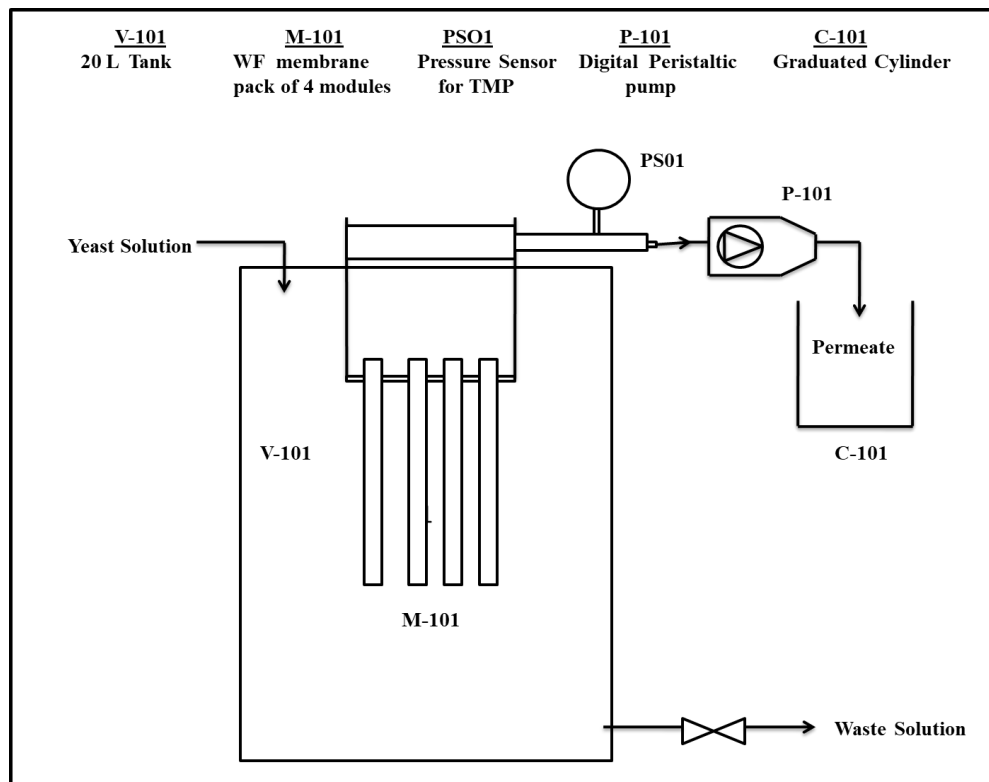 V-101
20 L Tank
M-101
WF membrane
pack of 4 modules
PSO1
Pressure Sensor
for TMP
P-101
Digital Peristaltic
pump
C-101
Graduated Cylinder
PS01
P-101
Yeast Solution
Permeate
V-101
C-101
M-101
Waste Solution